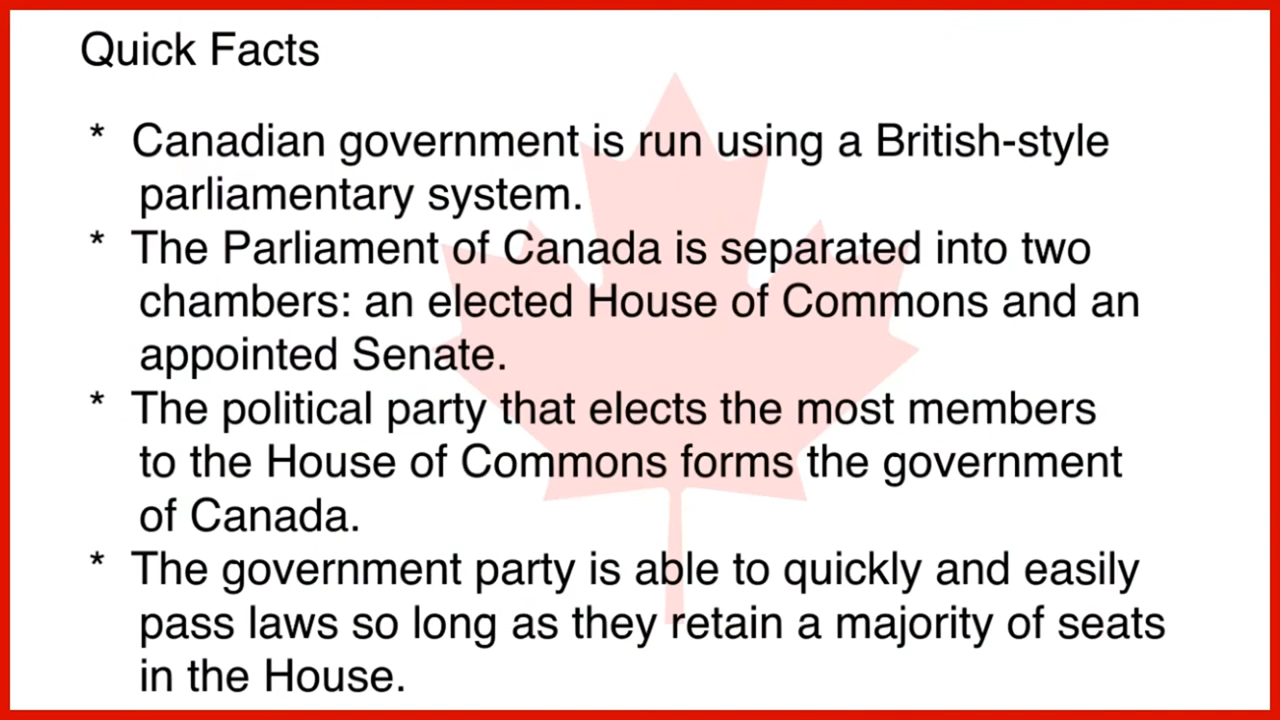 Quick Facts
* Canadian government is run using a British-style
parliamentary system.
* The Parliament of Canada is separated into two
chambers: an elected House of Commons and an
appointed Senate.
* The political party that elects the most members
to the House of Commons forms the government
of Canada.
* The government party is able to quickly and easily
pass laws so long as they retain a majority of seats
in the House.